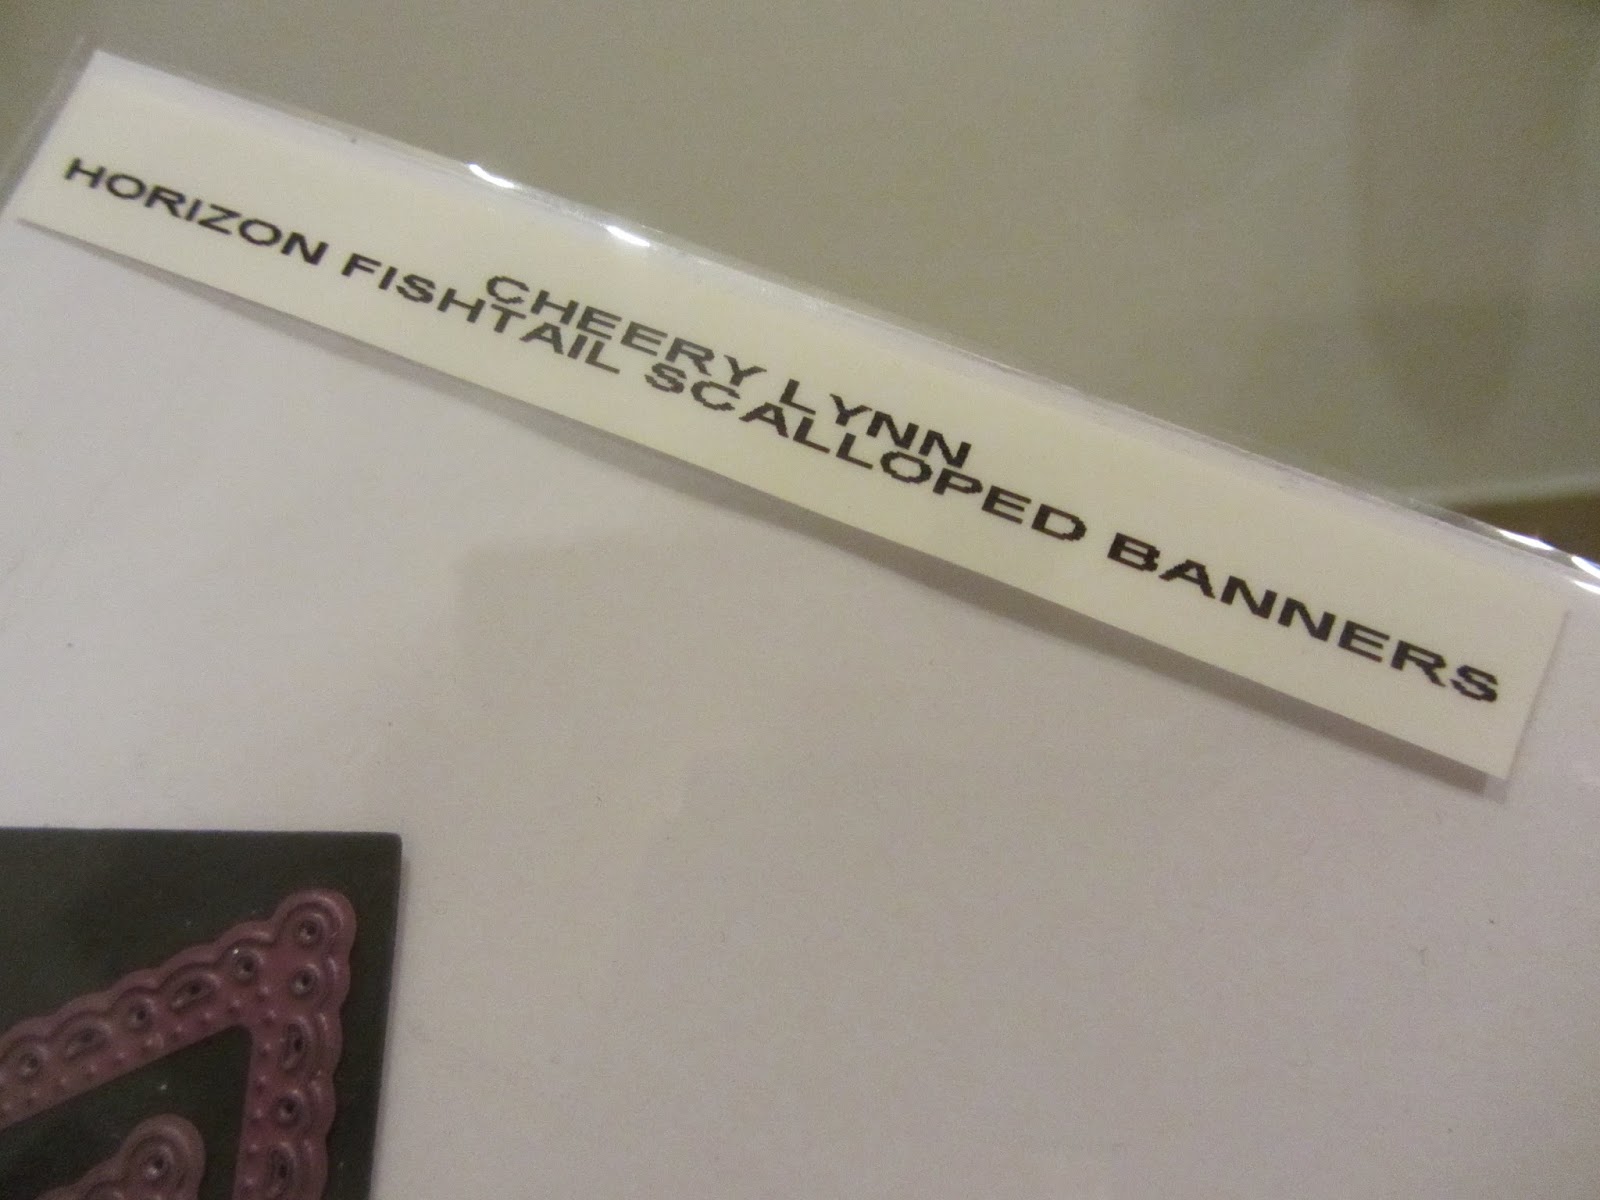 CHEERY LYNN
HORIZON FISHTAIL SCALLOPED BANNERS